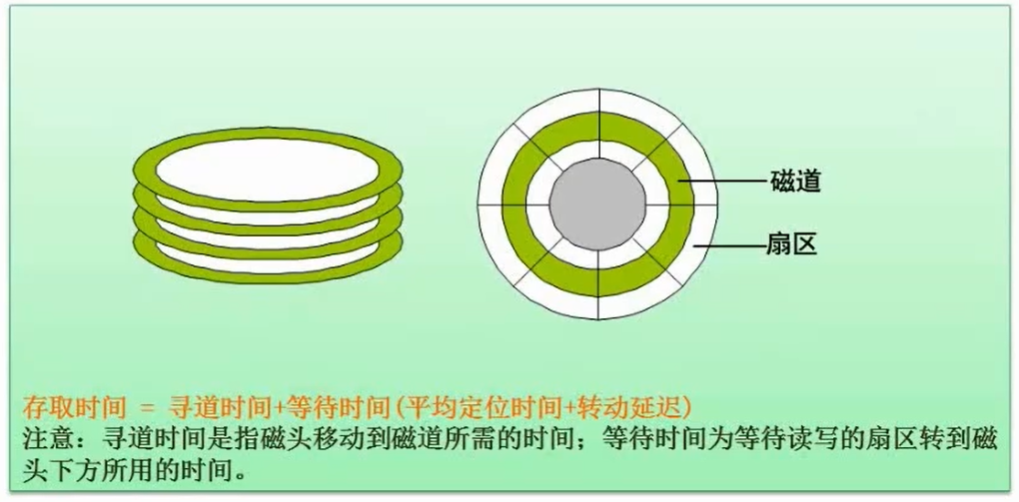 磁道
扇区
存取时间 = 寻道时间+等待时间(平均定位时间+转动延迟)
注意：寻道时间是指磁头移动到磁道所需的时间；等待时间为等待读写的扇区转到磁
头下方所用的时间。